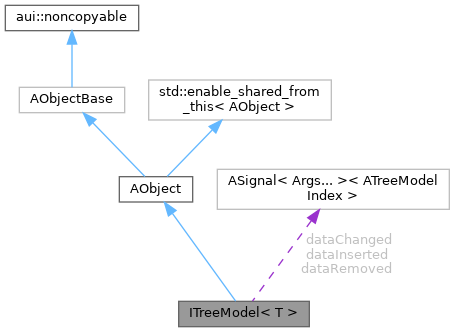 aui::noncopyable
AObjectBase
std::enable_shared_from
_this< AObject >
AObject
ASignal< Args... >< ATreeModel
Index >
dataChanged
dataInserted
dataRemoved
ITreeModel< T >